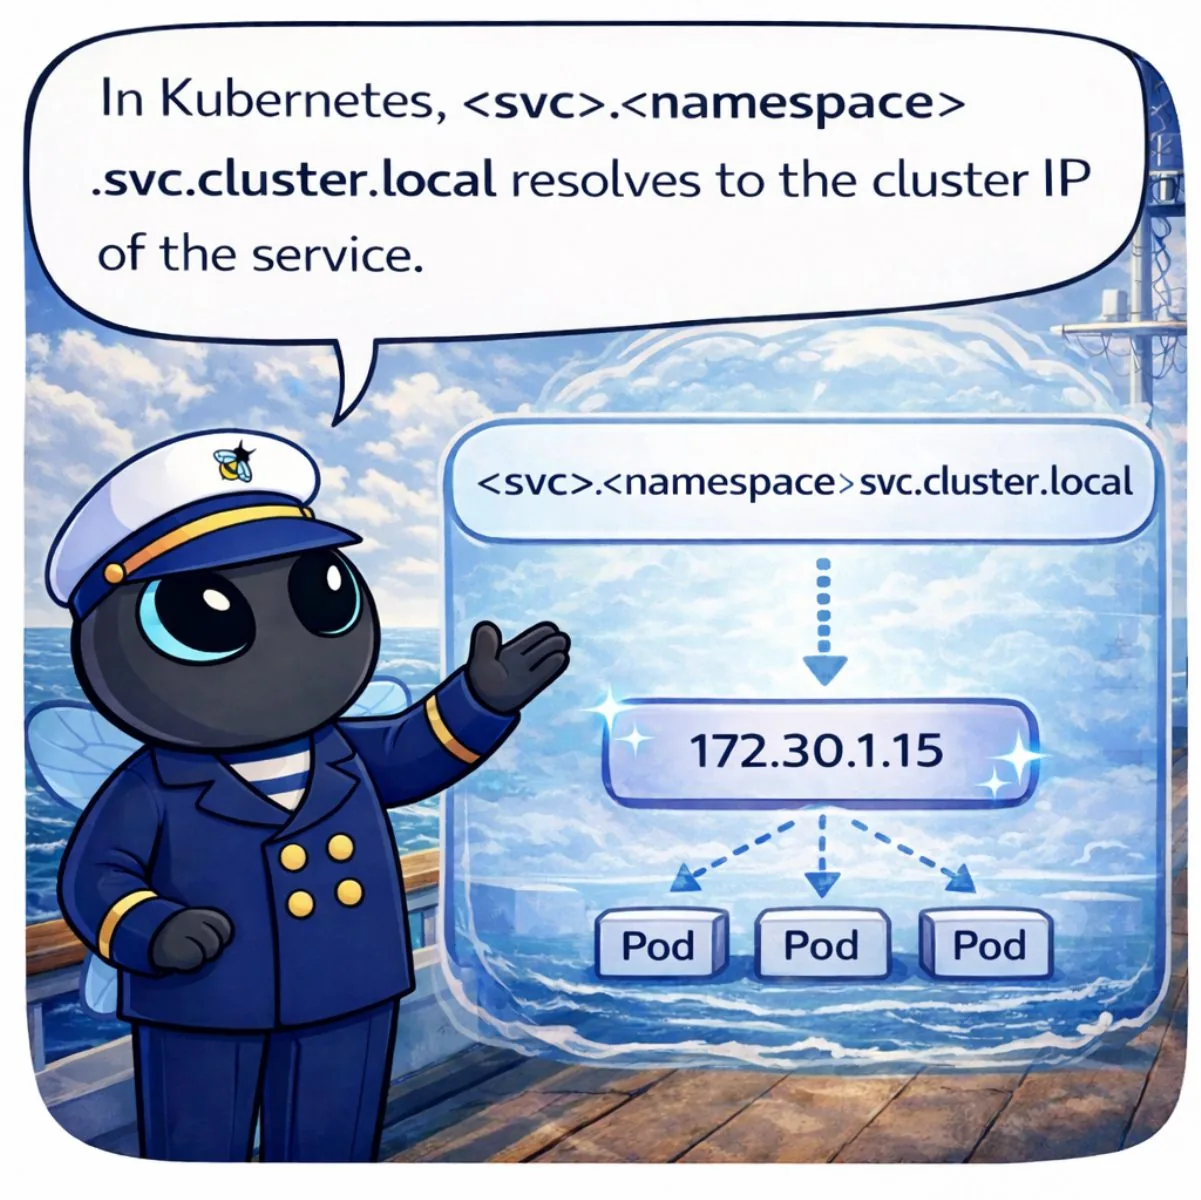 In Kubernetes, <svc>.<namespace>
.svc.cluster.local resolves to the cluster IP
of the service.
<svc>.<namespace>svc.cluster.local
172.30.1.15
Pod Pod Pod